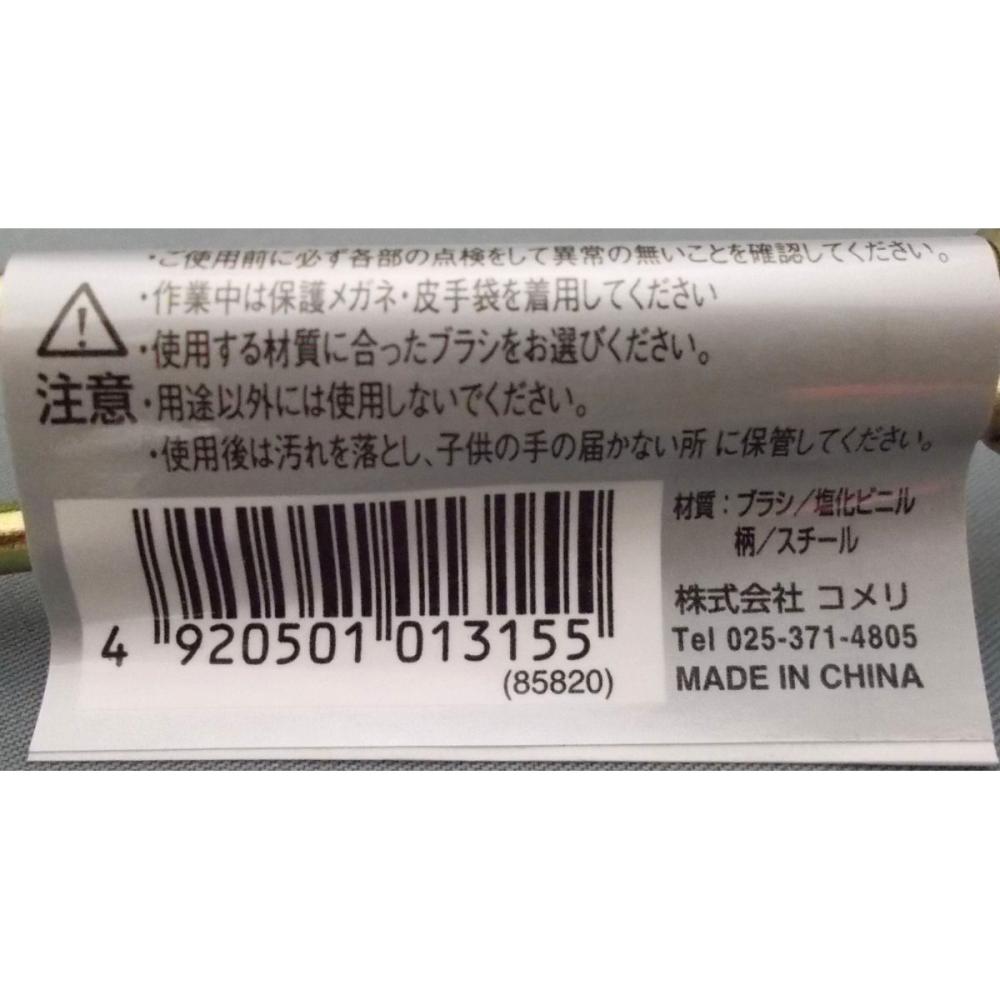 ・ご使用前に必ず各部の点検をして異常の無いことを確認してください。
・作業中は保護メガネ・皮手袋を着用してください
・使用する材質に合ったブラシをお選びください。
注意
・用途以外には使用しないでください。
・使用後は汚れを落とし、子供の手の届かない所 に保管してください。
材質：ブラシ/塩化ビニル
柄/スチール
株式会社 コメリ
Tel 025-371-4805
MADE IN CHINA
4 920501 013155
(85820)